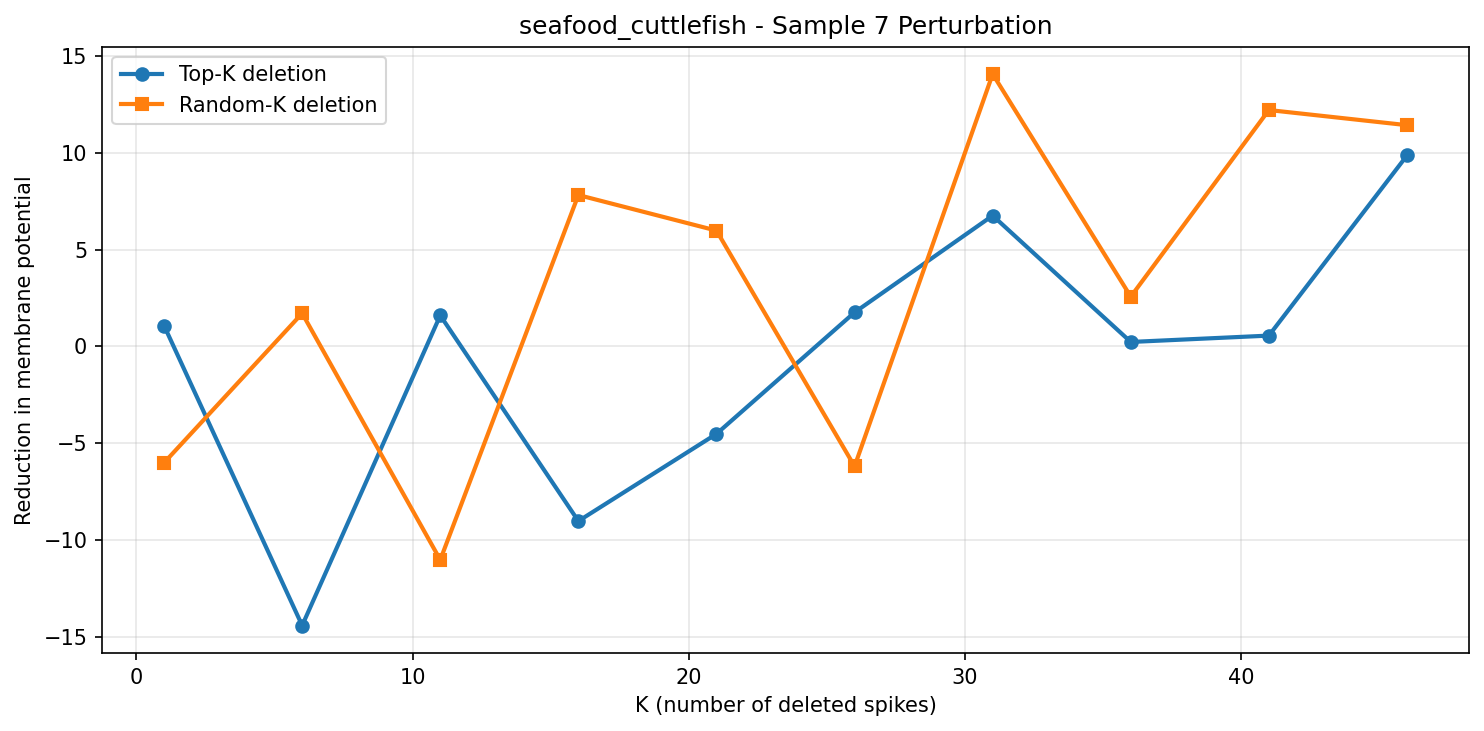 seafood_cuttlefish - Sample 7 Perturbation
Top-K deletion
Random-K deletion
Reduction in membrane potential
15
10
5
0
−5
−10
−15
0
10
20
30
40
K (number of deleted spikes)